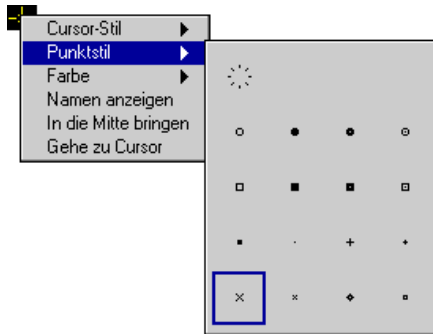 Cursor-Stil
Punktstil
Farbe
Namen anzeigen
In die Mitte bringen
Gehe zu Cursor